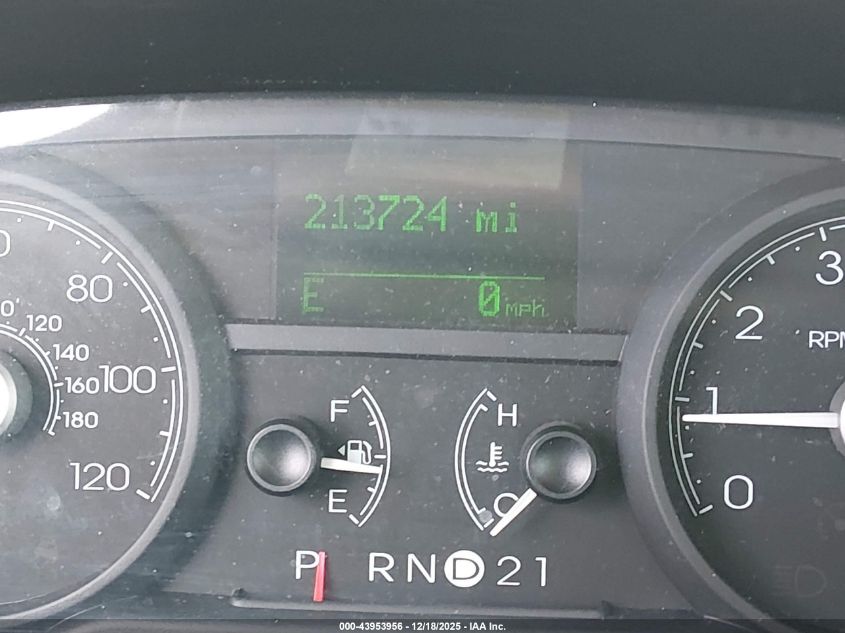 213724 mi
E 0 mph
80
100
120
120
140
160
180
F
E
H
C
3
2
1
0
RPM
P R N D 2 1
000-43953956 - 12/18/2025 - IAA Inc.